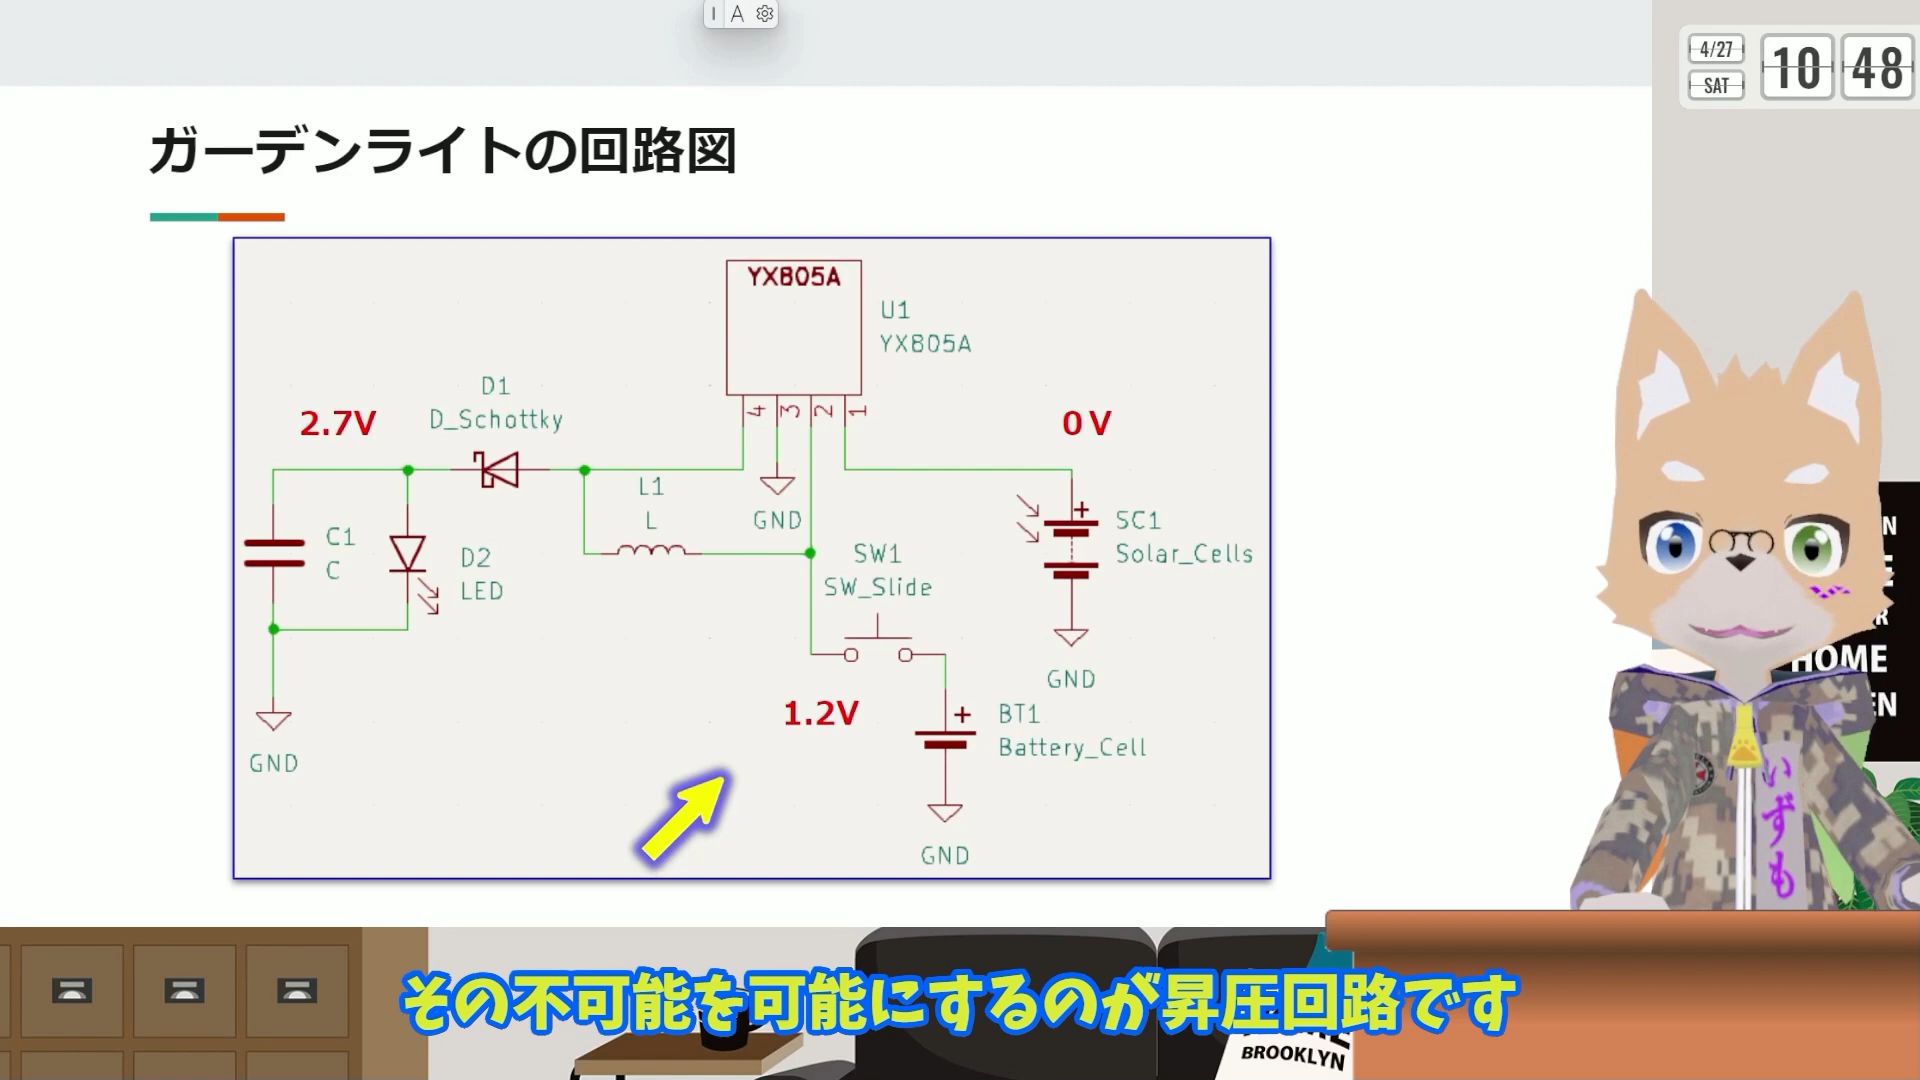 I A
4/27
SAT
10 48
ガーデンライトの回路図
YX805A
U1
YX805A
4 3 2 1
D1
D_Schottky
2.7V
0V
L1
L
GND
C1
C
D2
LED
SW1
SW_Slide
+
SC1
Solar_Cells
GND
1.2V
+
BT1
Battery_Cell
GND
GND
HOME
いずも
その不可能を可能にするのが昇圧回路です
BROOKLYN